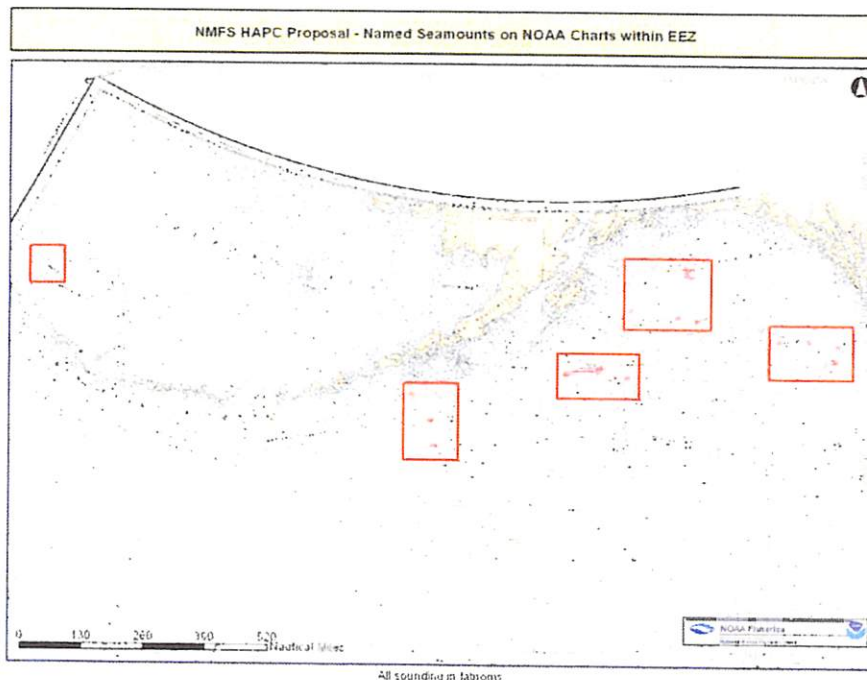 NMFS HAPC Proposal - Named Seamounts on NOAA Charts within EEZ
0 130 260 390 520
Nautical Miles
NOAA Fisheries
All sounding in fathoms